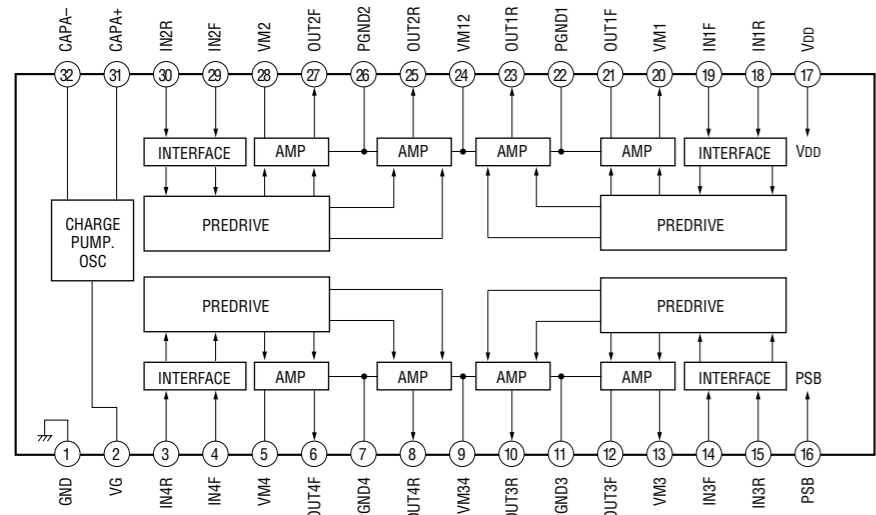 CAPA−
CAPA+
IN2R
IN2F
VM2
OUT2F
PGND2
OUT2R
VM12
OUT1R
PGND1
OUT1F
VM1
IN1F
IN1R
VDD
32 31 30 29 28 27 26 25 24 23 22 21 20 19 18 17
INTERFACE AMP AMP AMP AMP INTERFACE VDD
PREDRIVE PREDRIVE
CHARGE
PUMP.
OSC
PREDRIVE PREDRIVE
INTERFACE AMP AMP AMP AMP INTERFACE PSB
1 2 3 4 5 6 7 8 9 10 11 12 13 14 15 16
GND
VG
IN4R
IN4F
VM4
OUT4F
GND4
OUT4R
VM34
OUT3R
GND3
OUT3F
VM3
IN3F
IN3R
PSB